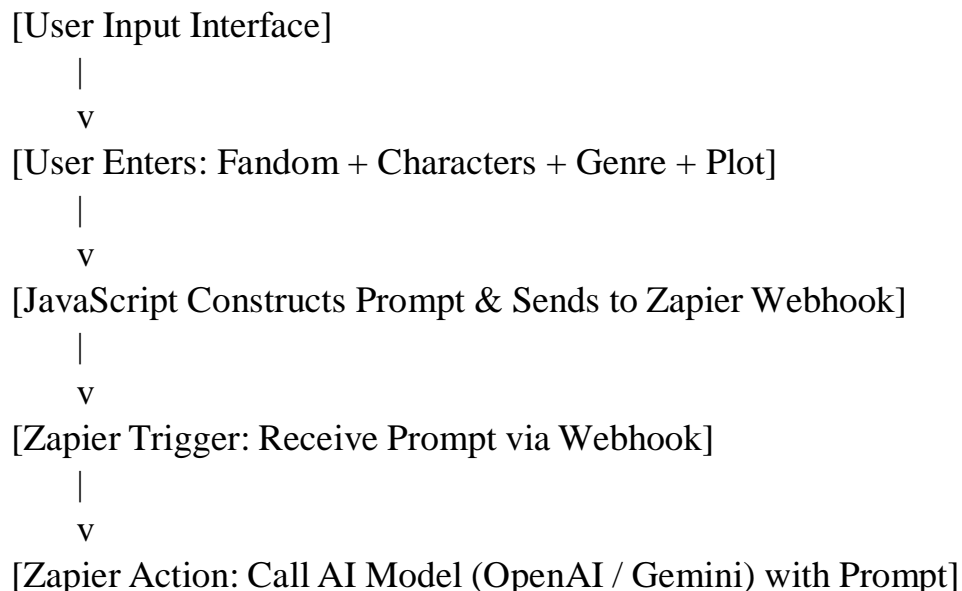 [User Input Interface]
|
v
[User Enters: Fandom + Characters + Genre + Plot]
|
v
[JavaScript Constructs Prompt & Sends to Zapier Webhook]
|
v
[Zapier Trigger: Receive Prompt via Webhook]
|
v
[Zapier Action: Call AI Model (OpenAI / Gemini) with Prompt]